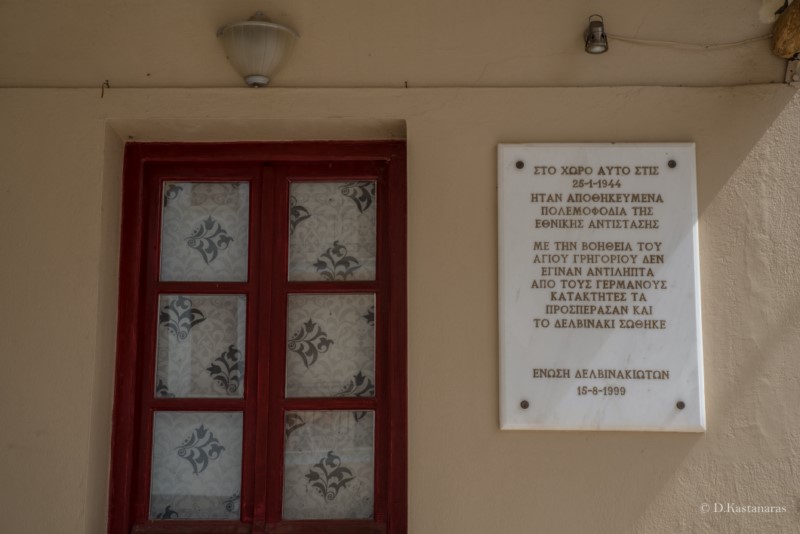 ΣΤΟ ΧΩΡΟ ΑΥΤΟ ΣΤΙΣ
25-1-1944
ΗΤΑΝ ΑΠΟΘΗΚΕΥΜΕΝΑ
ΠΟΛΕΜΟΦΟΔΙΑ ΤΗΣ
ΕΘΝΙΚΗΣ ΑΝΤΙΣΤΑΣΗΣ
ΜΕ ΤΗΝ ΒΟΗΘΕΙΑ ΤΟΥ
ΑΓΙΟΥ ΓΡΗΓΟΡΙΟΥ ΔΕΝ
ΕΓΙΝΑΝ ΑΝΤΙΛΗΠΤΑ
ΑΠΟ ΤΟΥΣ ΓΕΡΜΑΝΟΥΣ
ΚΑΤΑΚΤΗΤΕΣ ΤΑ
ΠΡΟΣΠΕΡΑΣΑΝ ΚΑΙ
ΤΟ ΔΕΛΒΙΝΑΚΙ ΣΩΘΗΚΕ
ΕΝΩΣΗ ΔΕΛΒΙΝΑΚΙΩΤΩΝ
15-8-1999
© D.Kastanaras